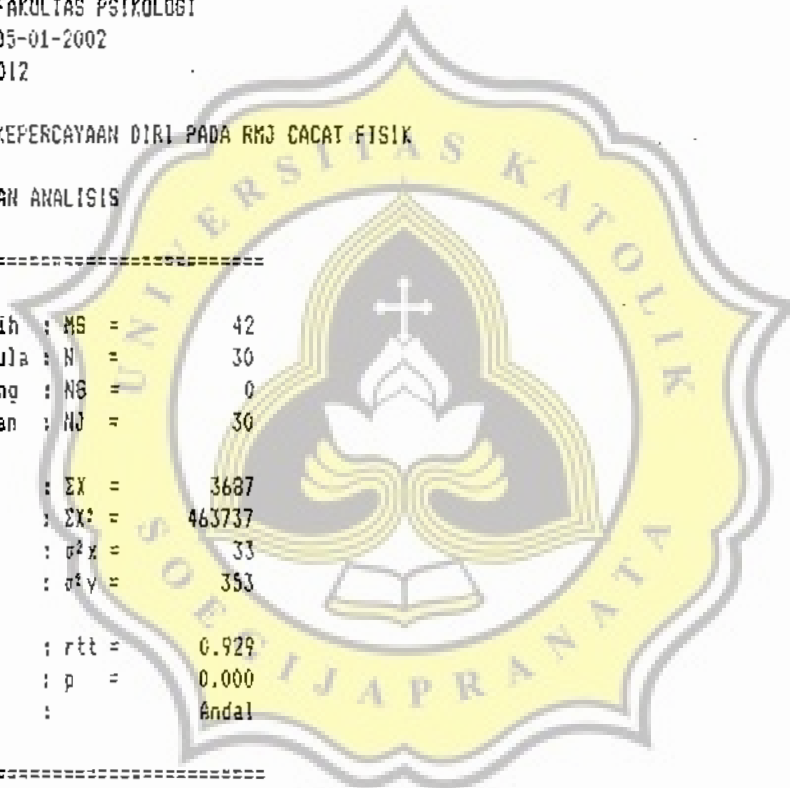 FAKULTAS PSIKOLOGI
05-01-2002
012
KEPERCAYAAN DIRI PADA RMJ CACAT FISIK
AN ANALISIS
========================
ih : MS = 42
ula : N = 30
ng : NG = 0
an : NJ = 30
: ΣX = 3687
: ΣX² = 463737
: σ²x = 33
: σ²y = 353
: rtt = 0.929
: p = 0.000
: Andal
========================
UNIVERSITAS KATOLIK
SOEGIJAPRANATA